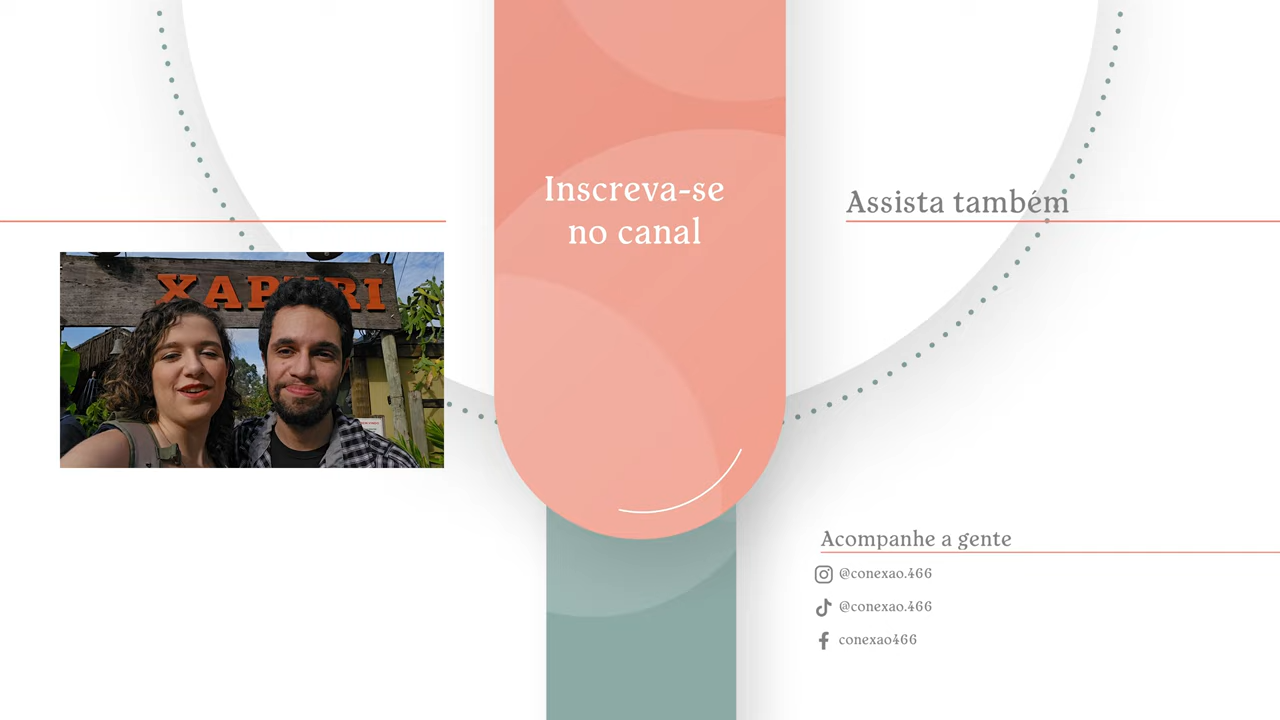 Inscreva-se
no canal
Assista também
XAPURI
Acompanhe a gente
@conexao.466
@conexao.466
conexao466